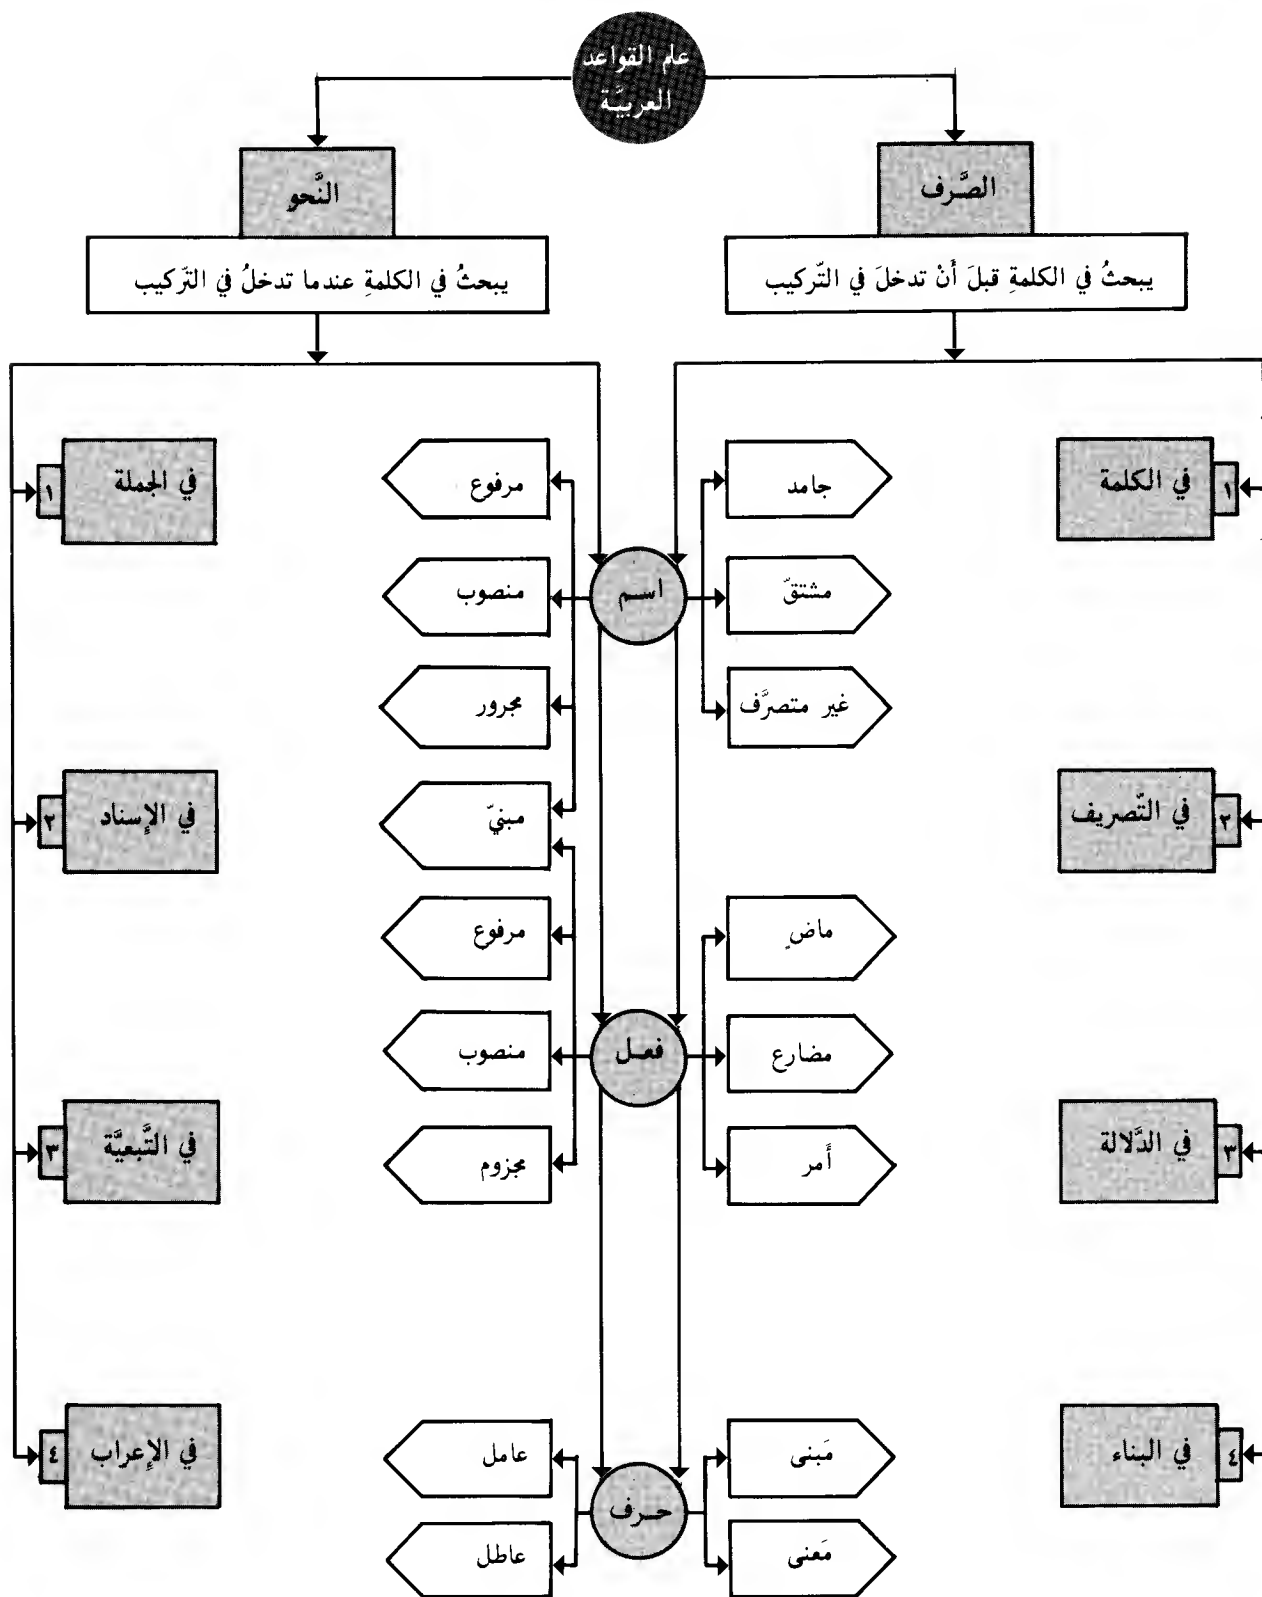 علم القواعد
العربيَّة
الصَّرف
النَّحو
يبحثُ في الكلمةِ قبلَ أَنْ تدخلَ في التّركيب
يبحثُ في الكلمةِ عندما تدخلُ في التّركيب
١ في الكلمة
جامد
مرفوع
في الجملة ١
مشتقّ
اسم
منصوب
غير متصرَّف
مجرور
٢ في التّصريف
مبنيّ
في الإسناد ٢
ماضٍ
مرفوع
مضارع
فعل
منصوب
٣ في الدَّلالة
أَمر
مجزوم
في التَّبعيَّة ٣
٤ في البناء
مَبنى
عامل
في الإعراب ٤
حرف
مَعنى
عاطل